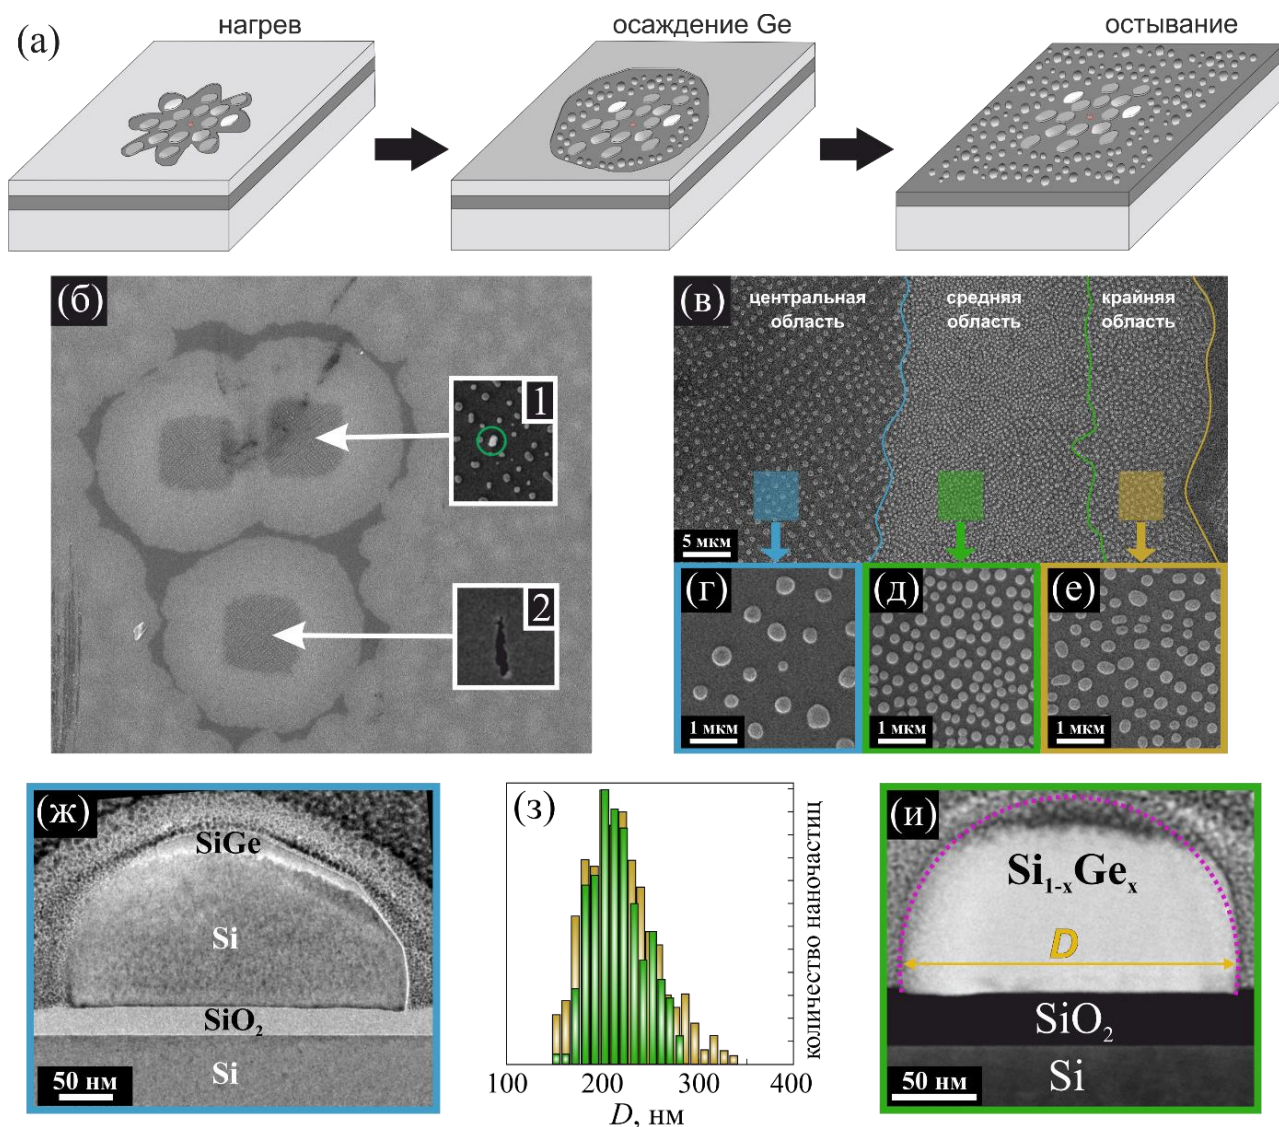 (а)
нагрев
осаждение Ge
остывание
(б)
1
2
(в)
центральная
область
средняя
область
крайняя
область
5 мкм
(г)
1 мкм
(д)
1 мкм
(е)
1 мкм
(ж)
SiGe
Si
SiO₂
Si
50 нм
(з)
количество наночастиц
100
200
300
400
D, нм
(и)
Si₁₋ₓGeₓ
D
SiO₂
Si
50 нм